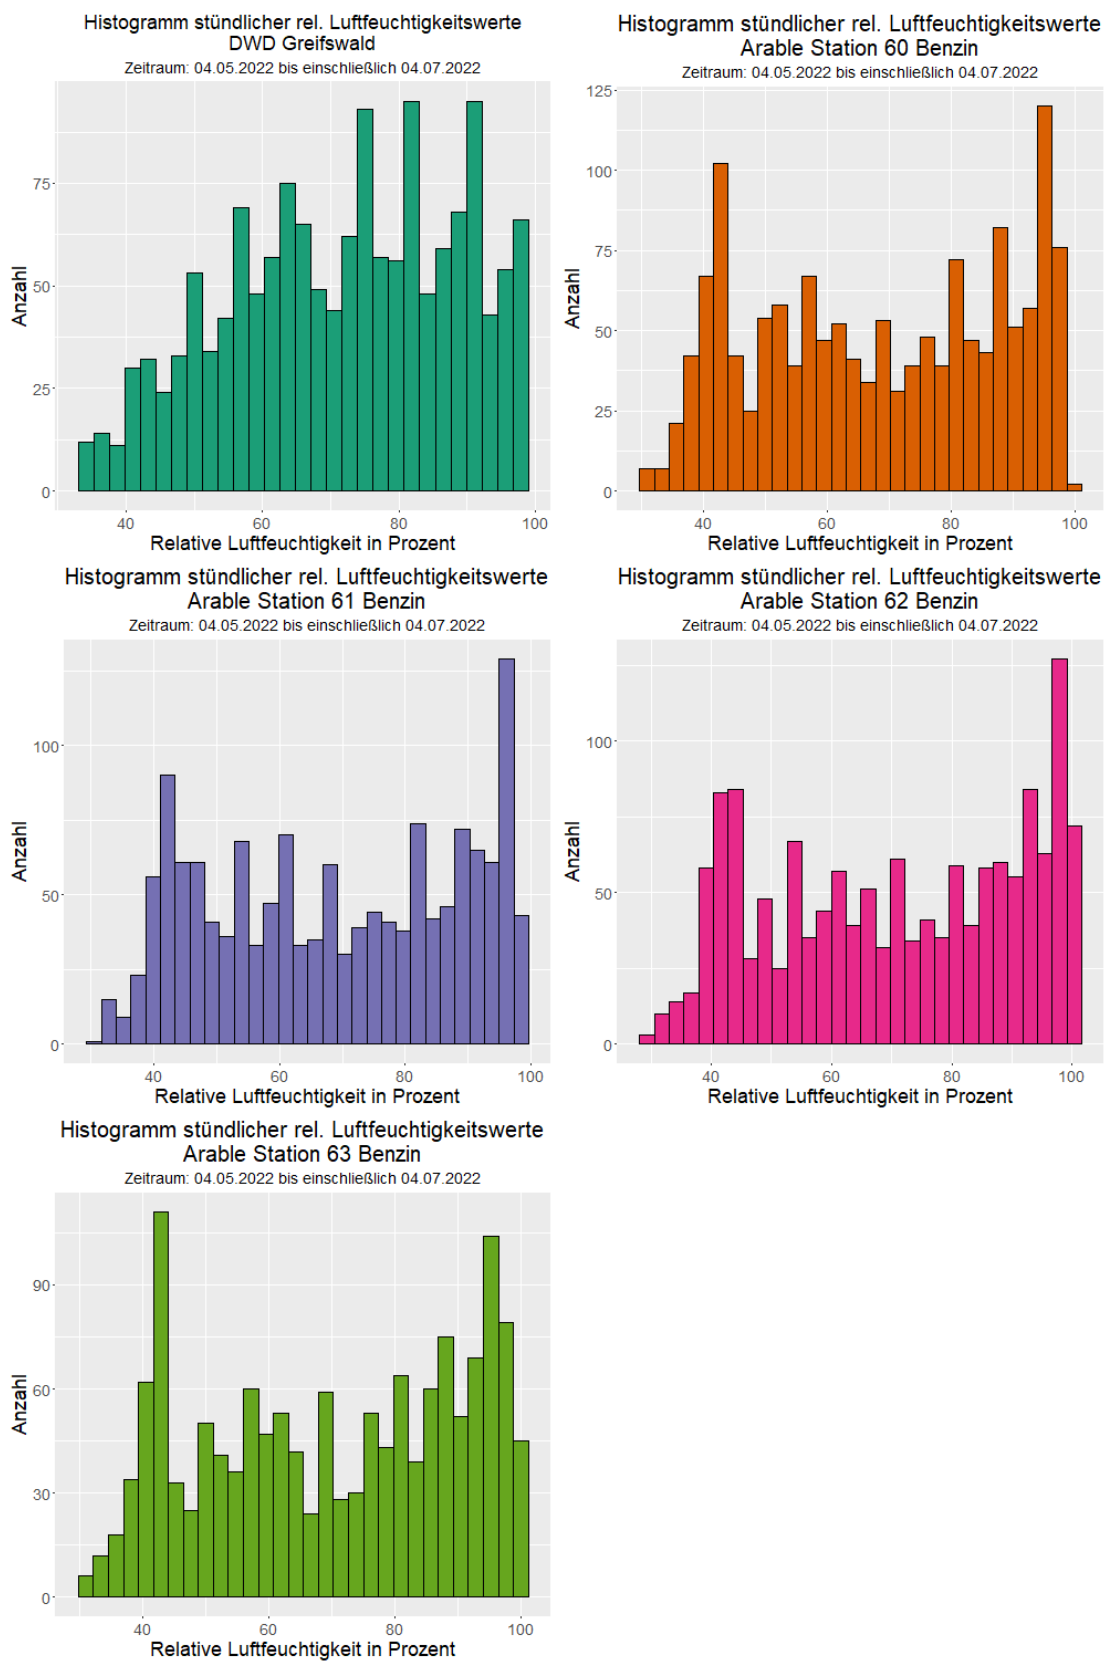 Histogramm stündlicher rel. Luftfeuchtigkeitswerte
DWD Greifswald
Zeitraum: 04.05.2022 bis einschließlich 04.07.2022
Anzahl
75
50
25
0
40 60 80 100
Relative Luftfeuchtigkeit in Prozent
Histogramm stündlicher rel. Luftfeuchtigkeitswerte
Arable Station 60 Benzin
Zeitraum: 04.05.2022 bis einschließlich 04.07.2022
Anzahl
125
100
75
50
25
0
40 60 80 100
Relative Luftfeuchtigkeit in Prozent
Histogramm stündlicher rel. Luftfeuchtigkeitswerte
Arable Station 61 Benzin
Zeitraum: 04.05.2022 bis einschließlich 04.07.2022
Anzahl
100
50
0
40 60 80 100
Relative Luftfeuchtigkeit in Prozent
Histogramm stündlicher rel. Luftfeuchtigkeitswerte
Arable Station 62 Benzin
Zeitraum: 04.05.2022 bis einschließlich 04.07.2022
Anzahl
100
50
0
40 60 80 100
Relative Luftfeuchtigkeit in Prozent
Histogramm stündlicher rel. Luftfeuchtigkeitswerte
Arable Station 63 Benzin
Zeitraum: 04.05.2022 bis einschließlich 04.07.2022
Anzahl
90
60
30
0
40 60 80 100
Relative Luftfeuchtigkeit in Prozent